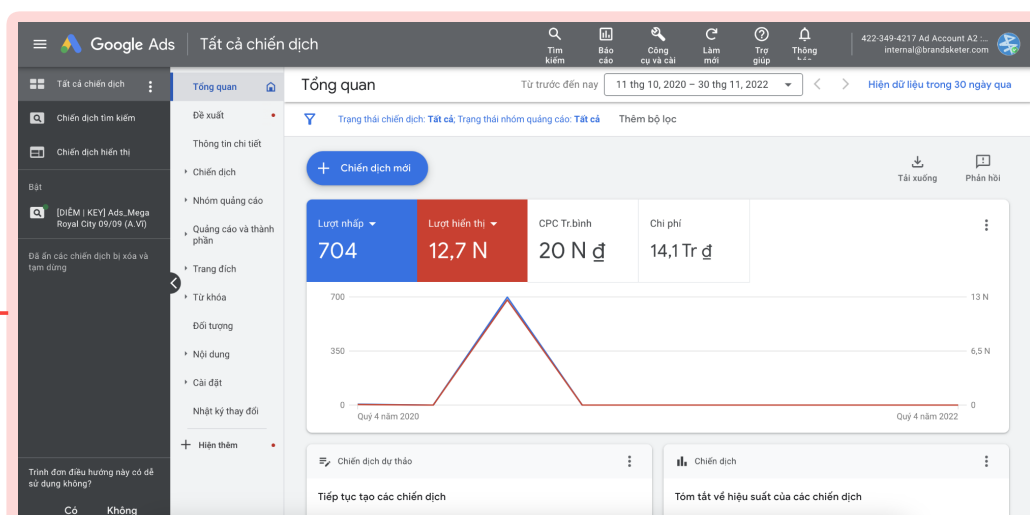 Google Ads
Tất cả chiến dịch
Tìm kiếm
Báo cáo
Công cụ và cài
Làm mới
Trợ giúp
Thông
422-349-4217 Ad Account A2 :...
internal@brandsketer.com
Tất cả chiến dịch
Chiến dịch tìm kiếm
Chiến dịch hiển thị
Bật
[DIỄM | KEY] Ads_Mega
Royal City 09/09 (A.VĨ)
Đã ẩn các chiến dịch bị xóa và
tạm dừng
Trình đơn điều hướng này có dễ
sử dụng không?
Có Không
Tổng quan
Đề xuất
Thông tin chi tiết
Chiến dịch
Nhóm quảng cáo
Quảng cáo và thành
phần
Trang đích
Từ khóa
Đối tượng
Nội dung
Cài đặt
Nhật ký thay đổi
Hiện thêm
Tổng quan
Từ trước đến nay 11 thg 10, 2020 – 30 thg 11, 2022
Hiện dữ liệu trong 30 ngày qua
Trạng thái chiến dịch: Tất cả; Trạng thái nhóm quảng cáo: Tất cả Thêm bộ lọc
Chiến dịch mới
Tải xuống
Phản hồi
Lượt nhấp
704
Lượt hiển thị
12,7 N
CPC Tr.bình
20 N ₫
Chi phí
14,1 Tr ₫
700 13 N
350 6,5 N
0 0
Quý 4 năm 2020 Quý 4 năm 2022
Chiến dịch dự thảo
Tiếp tục tạo các chiến dịch
Chiến dịch
Tóm tắt về hiệu suất của các chiến dịch